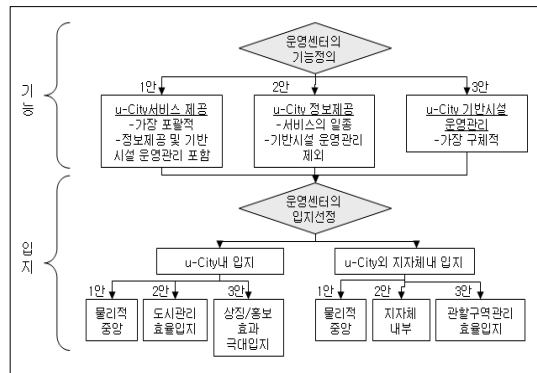 운영센터의
기능정의
기
능
1안
2안
3안
u-City서비스 제공
-가장 포괄적
-정보제공 및 기반
시설 운영관리 포함
u-City 정보제공
-서비스의 일종
-기반시설 운영관리
제외
u-City 기반시설
운영관리
-가장 구체적
운영센터의
입지선정
입
지
u-City내 입지
u-City외 지자체내 입지
1안
2안
3안
1안
2안
3안
물리적
중앙
도시관리
효율입지
상징/홍보
효과
극대입지
물리적
중앙
지자체
내부
관할구역관리
효율입지